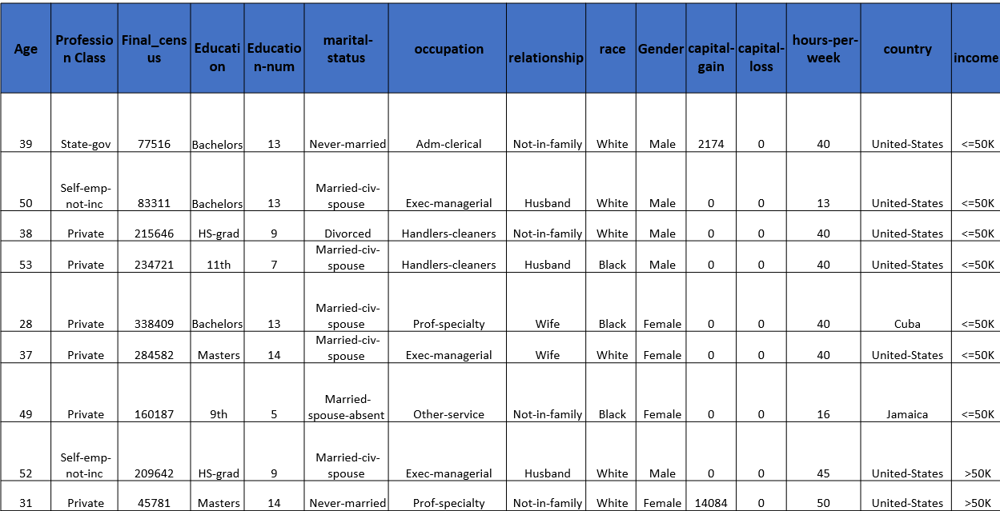 Age Profession Class Final_census Education Education-num marital-status occupation relationship race Gender capital-gain capital-loss hours-per-week country income
39 State-gov 77516 Bachelors 13 Never-married Adm-clerical Not-in-family White Male 2174 0 40 United-States <=50K
50 Self-emp-not-inc 83311 Bachelors 13 Married-civ-spouse Exec-managerial Husband White Male 0 0 13 United-States <=50K
38 Private 215646 HS-grad 9 Divorced Handlers-cleaners Not-in-family White Male 0 0 40 United-States <=50K
53 Private 234721 11th 7 Married-civ-spouse Handlers-cleaners Husband Black Male 0 0 40 United-States <=50K
28 Private 338409 Bachelors 13 Married-civ-spouse Prof-specialty Wife Black Female 0 0 40 Cuba <=50K
37 Private 284582 Masters 14 Married-civ-spouse Exec-managerial Wife White Female 0 0 40 United-States <=50K
49 Private 160187 9th 5 Married-spouse-absent Other-service Not-in-family Black Female 0 0 16 Jamaica <=50K
52 Self-emp-not-inc 209642 HS-grad 9 Married-civ-spouse Exec-managerial Husband White Male 0 0 45 United-States >50K
31 Private 45781 Masters 14 Never-married Prof-specialty Not-in-family White Female 14084 0 50 United-States >50K